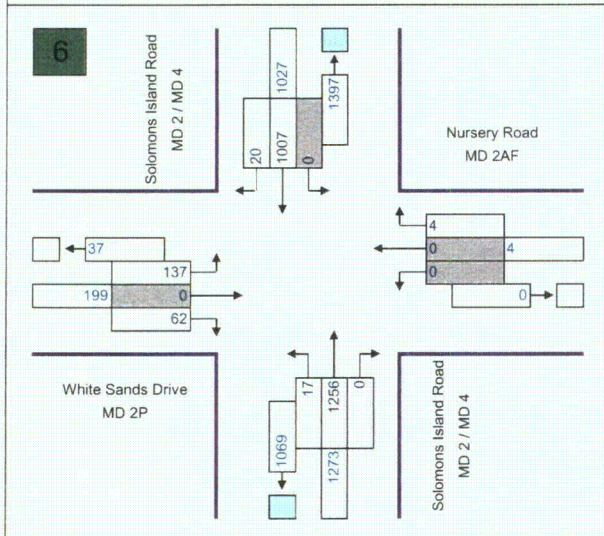 6
Solomons Island Road
MD 2 / MD 4
1027
1397
20
1007
0
Nursery Road
MD 2AF
37
137
199
0
62
4
0
4
0
0
White Sands Drive
MD 2P
17
1256
0
1069
1273
Solomons Island Road
MD 2 / MD 4